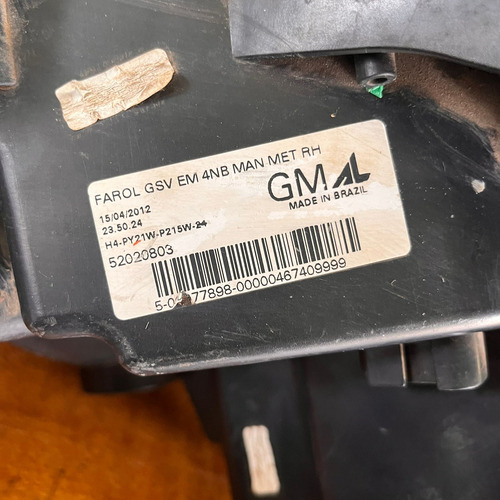 FAROL GSV EM 4NB MAN MET RH
15/04/2012
23.50.24
H4-PY21W-P215W-24
52020803
GM AL
MADE IN BRAZIL